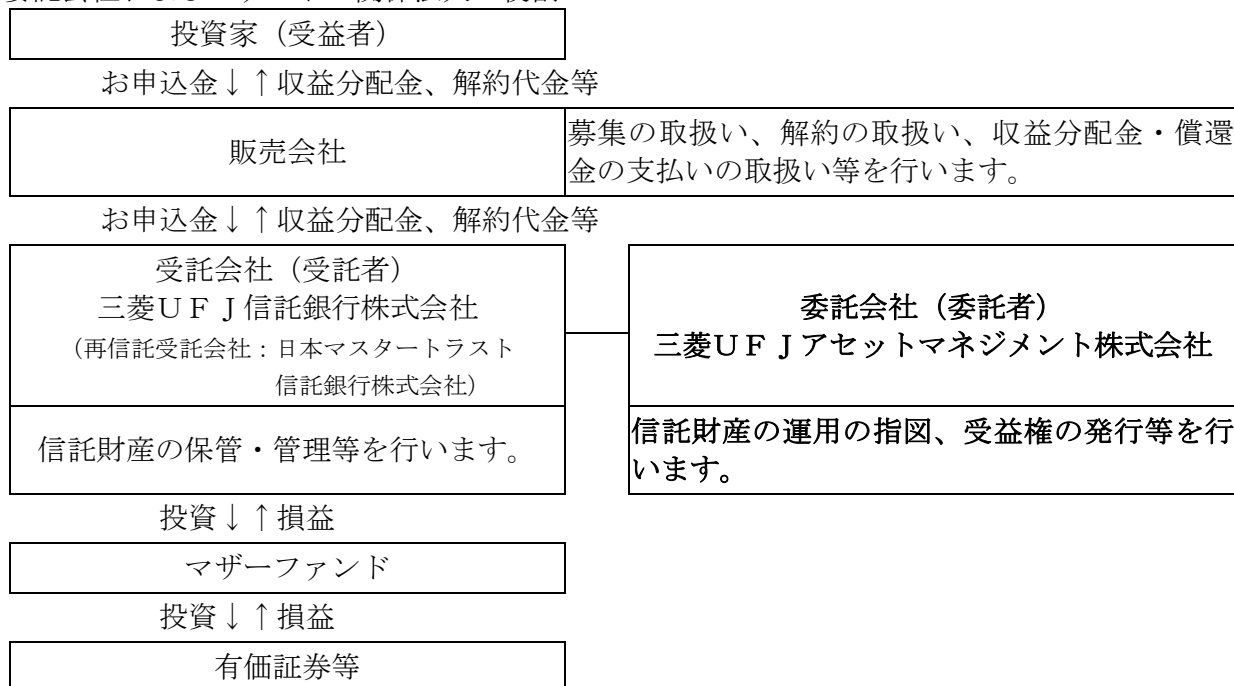 投資家（受益者）
お申込金↓↑収益分配金、解約代金等
販売会社
募集の取扱い、解約の取扱い、収益分配金・償還
金の支払いの取扱い等を行います。
お申込金↓↑収益分配金、解約代金等
受託会社（受託者）
三菱ＵＦＪ信託銀行株式会社
（再信託受託会社：日本マスタートラスト
信託銀行株式会社）
委託会社（委託者）
三菱ＵＦＪアセットマネジメント株式会社
信託財産の保管・管理等を行います。
信託財産の運用の指図、受益権の発行等を行
います。
投資↓↑損益
マザーファンド
投資↓↑損益
有価証券等